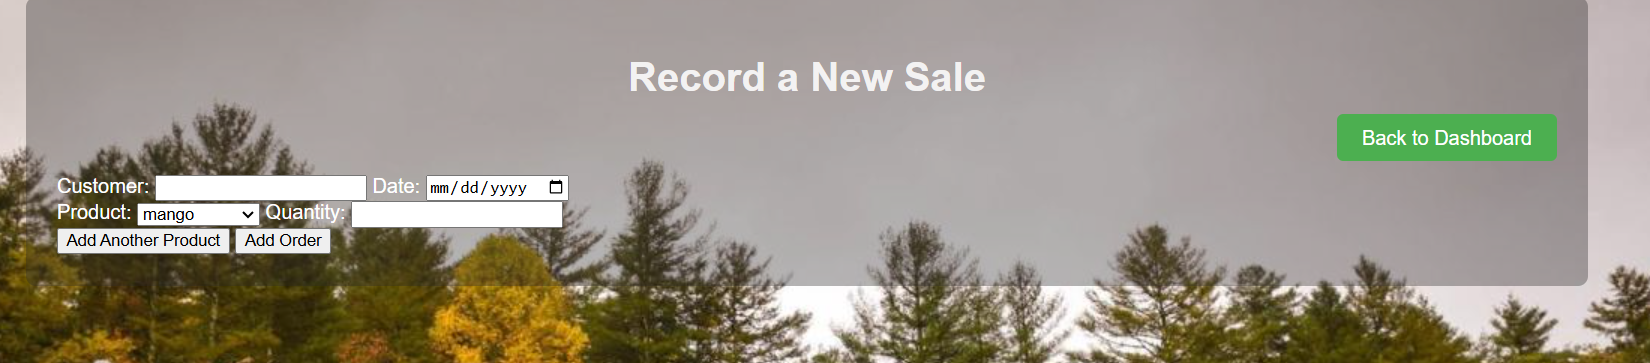 Record a New Sale
Back to Dashboard
Customer: Date: mm/dd/yyyy
Product: mango Quantity:
Add Another Product Add Order